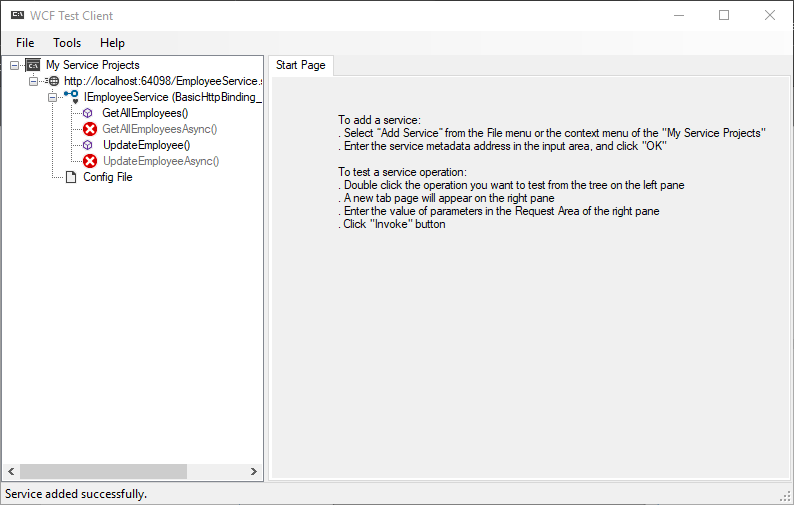 WCF Test Client
File Tools Help
My Service Projects
http://localhost:64098/EmployeeService.s
IEmployeeService (BasicHttpBinding_
GetAllEmployees()
GetAllEmployeesAsync()
UpdateEmployee()
UpdateEmployeeAsync()
Config File
Start Page
To add a service:
. Select "Add Service" from the File menu or the context menu of the "My Service Projects"
. Enter the service metadata address in the input area, and click "OK"
To test a service operation:
. Double click the operation you want to test from the tree on the left pane
. A new tab page will appear on the right pane
. Enter the value of parameters in the Request Area of the right pane
. Click "Invoke" button
Service added successfully.